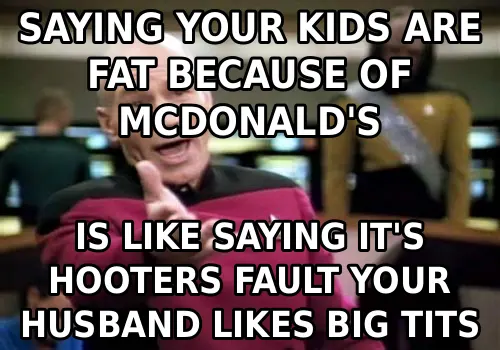 SAYING YOUR KIDS ARE
FAT BECAUSE OF
MCDONALD'S
IS LIKE SAYING IT'S
HOOTERS FAULT YOUR
HUSBAND LIKES BIG TITS